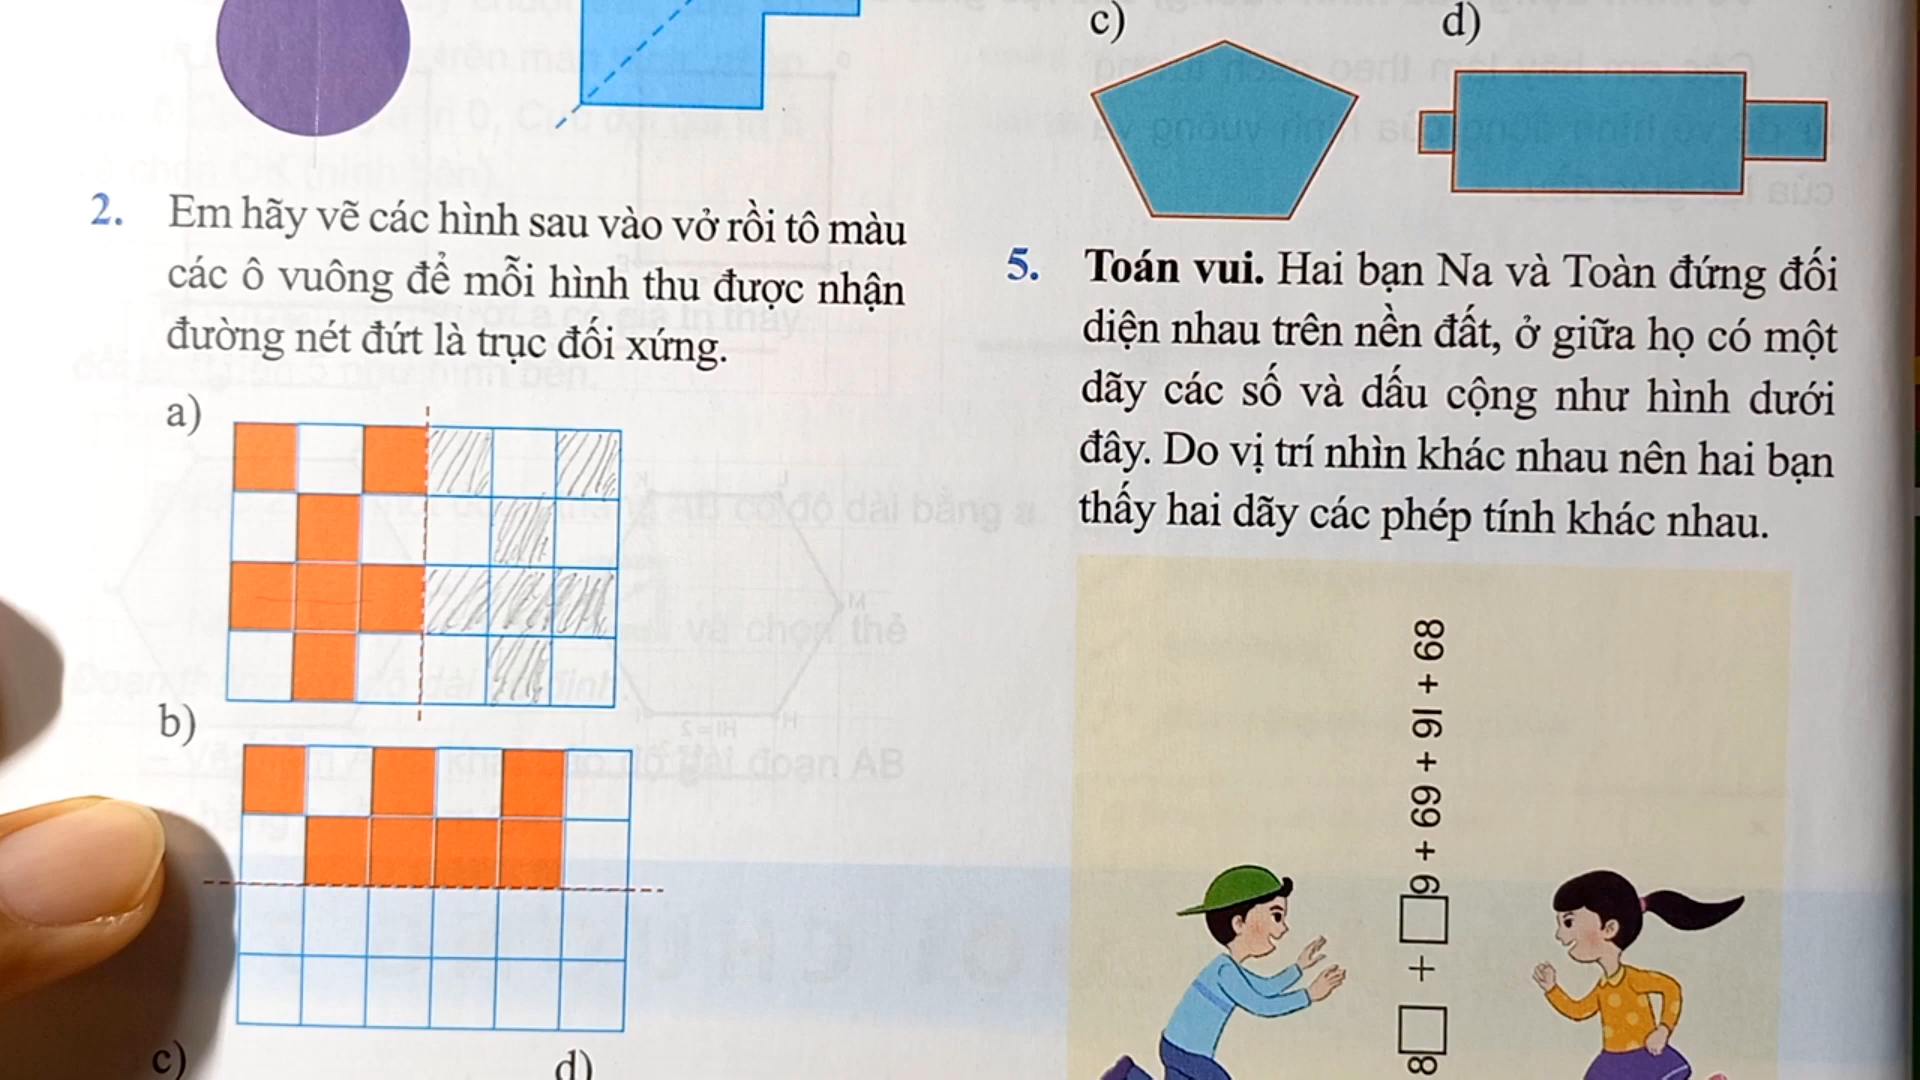 2. Em hãy vẽ các hình sau vào vở rồi tô màu
các ô vuông để mỗi hình thu được nhận
đường nét đứt là trục đối xứng.
a)
b)
c)
d)
c)
d)
5. Toán vui. Hai bạn Na và Toàn đứng đối
diện nhau trên nền đất, ở giữa họ có một
dãy các số và dấu cộng như hình dưới
đây. Do vị trí nhìn khác nhau nên hai bạn
thấy hai dãy các phép tính khác nhau.
89 + 16 + 69 + 6□ + □8